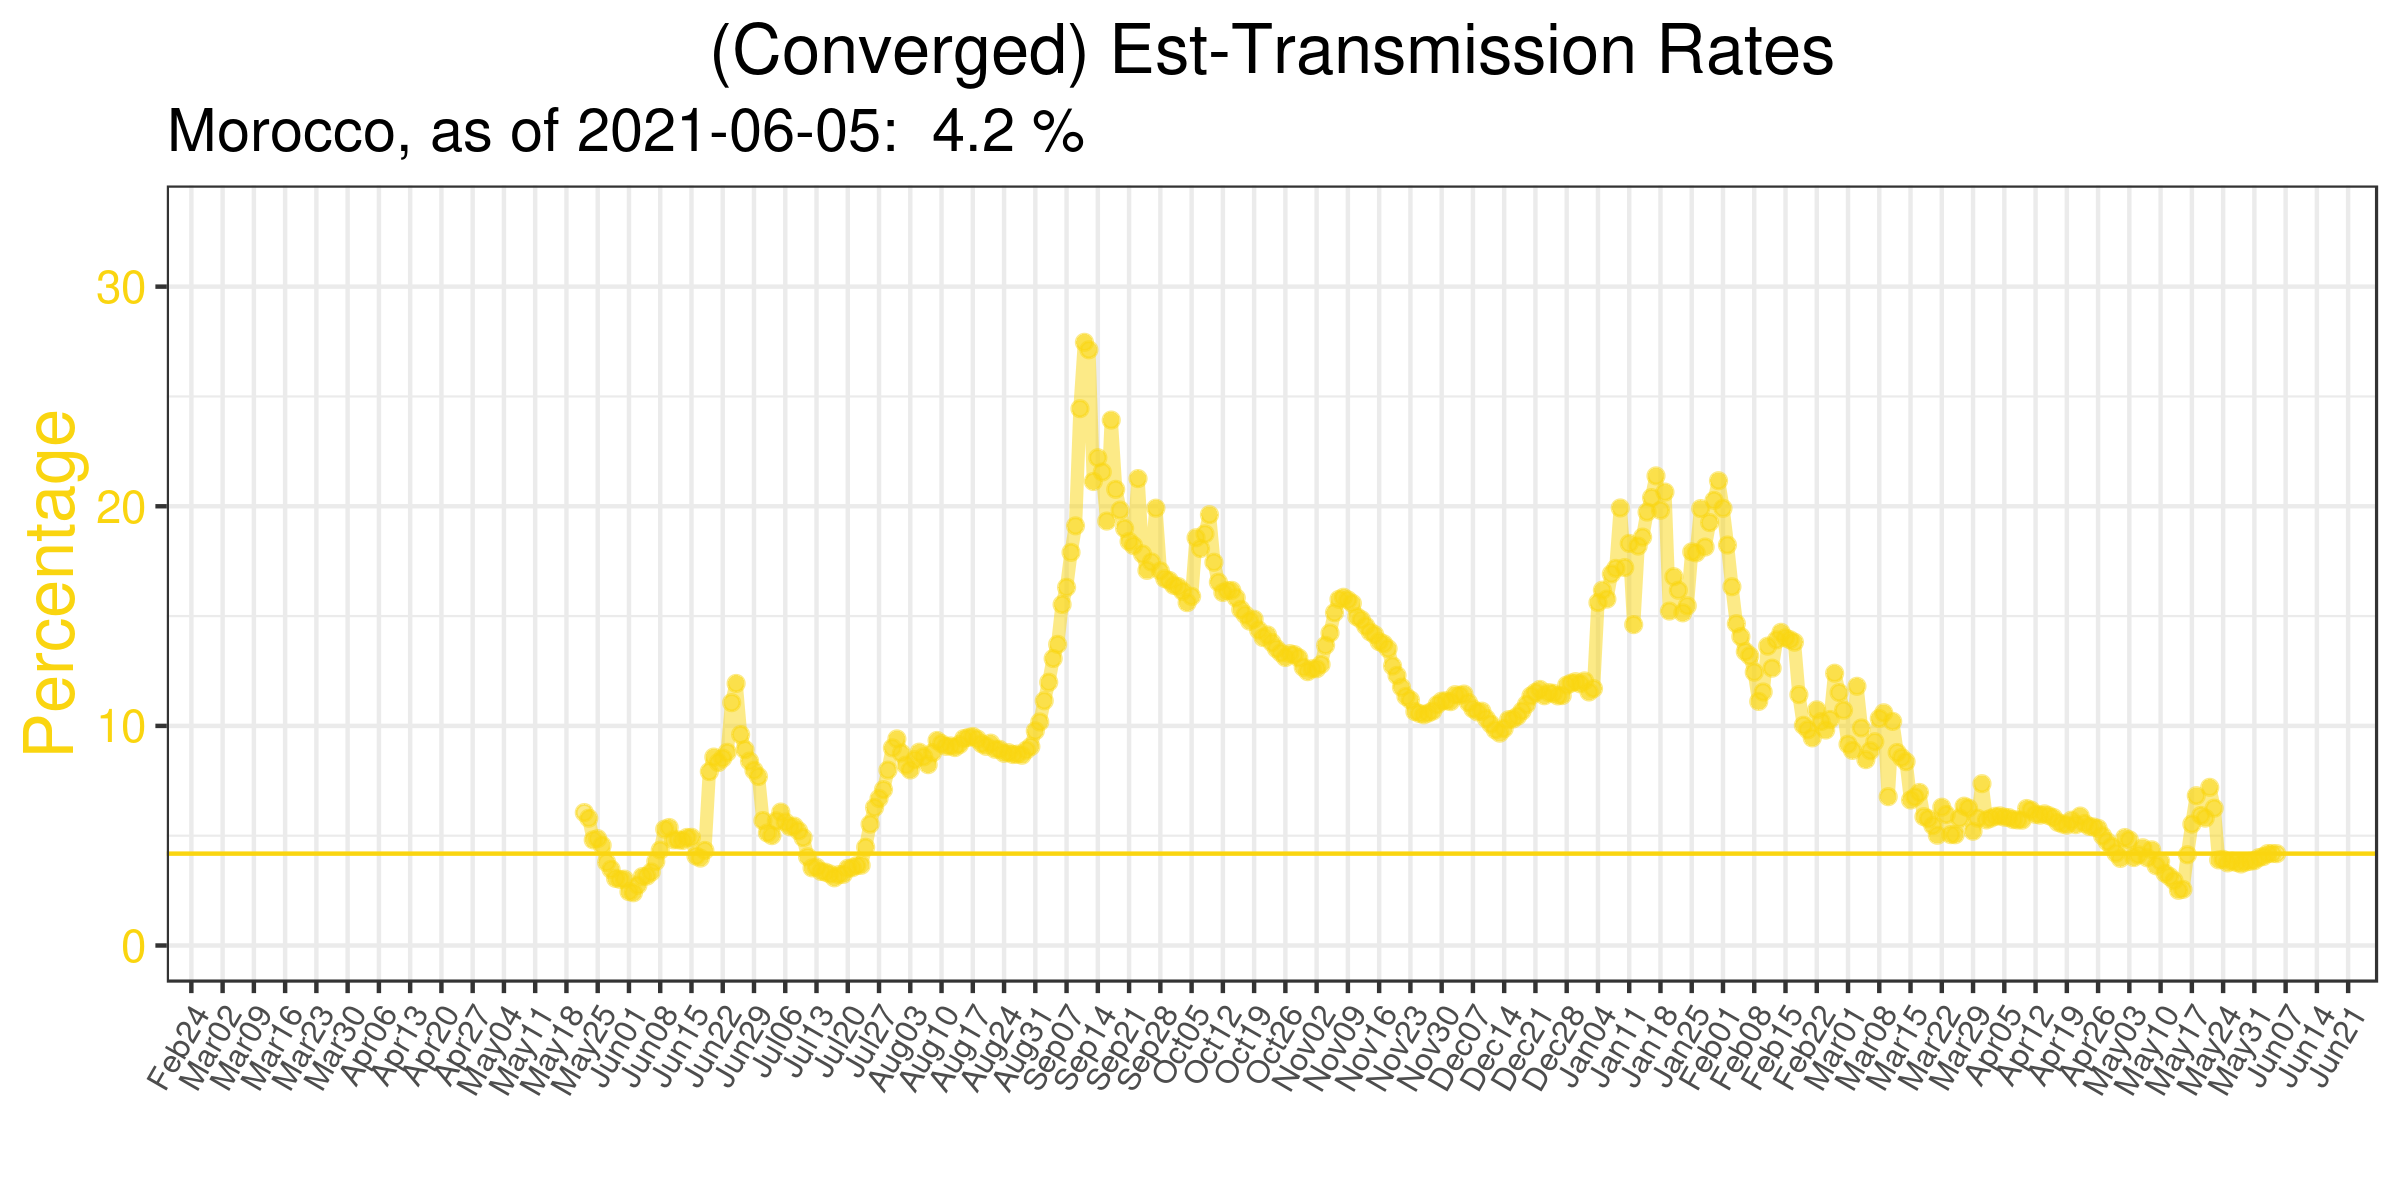 (Converged) Est-Transmission Rates
Morocco, as of 2021-06-05:  4.2 %
Percentage
30
20
10
0
Feb24
Mar02
Mar09
Mar16
Mar23
Mar30
Apr06
Apr13
Apr20
Apr27
May04
May11
May18
May25
Jun01
Jun08
Jun15
Jun22
Jun29
Jul06
Jul13
Jul20
Jul27
Aug03
Aug10
Aug17
Aug24
Aug31
Sep07
Sep14
Sep21
Sep28
Oct05
Oct12
Oct19
Oct26
Nov02
Nov09
Nov16
Nov23
Nov30
Dec07
Dec14
Dec21
Dec28
Jan04
Jan11
Jan18
Jan25
Feb01
Feb08
Feb15
Feb22
Mar01
Mar08
Mar15
Mar22
Mar29
Apr05
Apr12
Apr19
Apr26
May03
May10
May17
May24
May31
Jun07
Jun14
Jun21